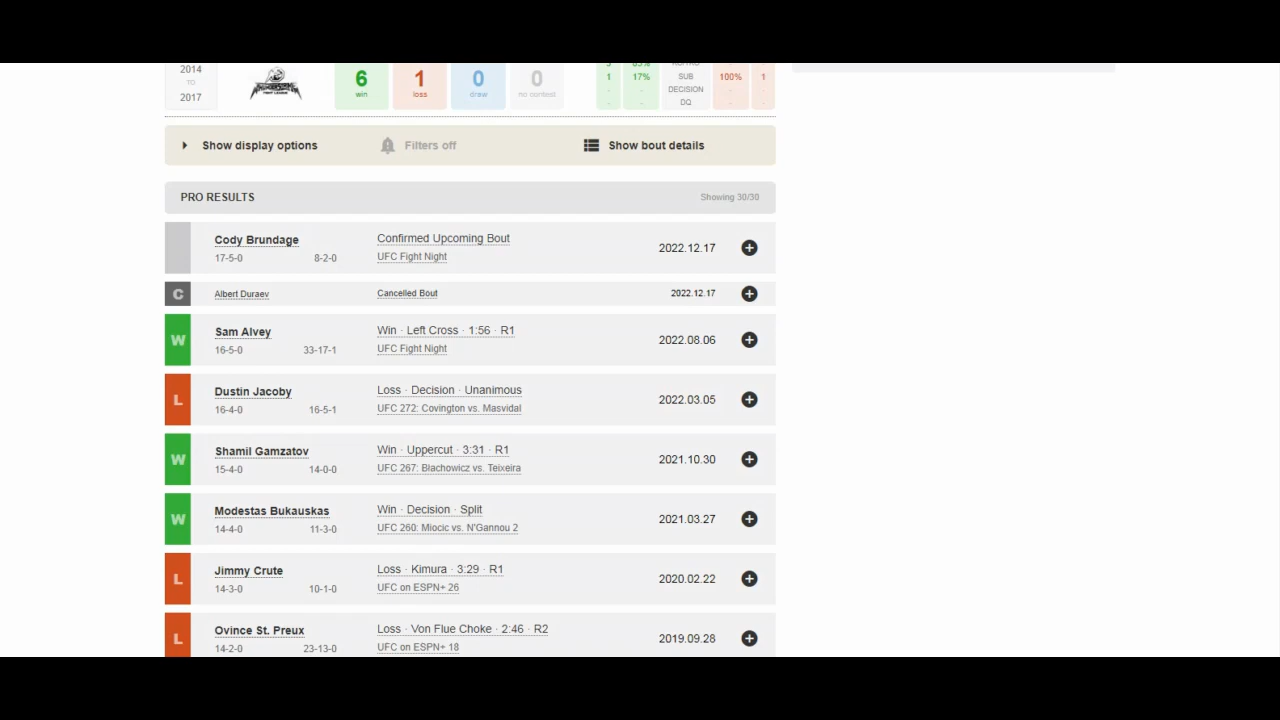 2014
TO
2017
6
win
1
loss
0
draw
0
no contest
1
17%
SUB
100%
1
DECISION
DQ
Show display options
Filters off
Show bout details
PRO RESULTS
Showing 30/30
Cody Brundage
17-5-0
8-2-0
Confirmed Upcoming Bout
UFC Fight Night
2022.12.17
C
Albert Duraev
Cancelled Bout
2022.12.17
W
Sam Alvey
16-5-0
33-17-1
Win · Left Cross · 1:56 · R1
UFC Fight Night
2022.08.06
L
Dustin Jacoby
16-4-0
16-5-1
Loss · Decision · Unanimous
UFC 272: Covington vs. Masvidal
2022.03.05
W
Shamil Gamzatov
15-4-0
14-0-0
Win · Uppercut · 3:31 · R1
UFC 267: Blachowicz vs. Teixeira
2021.10.30
W
Modestas Bukauskas
14-4-0
11-3-0
Win · Decision · Split
UFC 260: Miocic vs. N'Gannou 2
2021.03.27
L
Jimmy Crute
14-3-0
10-1-0
Loss · Kimura · 3:29 · R1
UFC on ESPN+ 26
2020.02.22
L
Ovince St. Preux
14-2-0
23-13-0
Loss · Von Flue Choke · 2:46 · R2
UFC on ESPN+ 18
2019.09.28